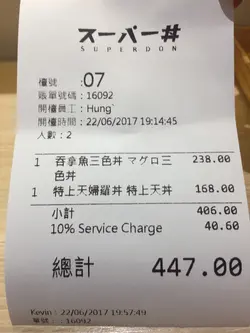 スーパー丼
SUPERDON
檯號 : 07
賬單號碼 : 16092
開檯員工 : Hung
開檯時間 : 22/06/2017 19:14:45
人數 : 2
1 吞拿魚三色丼 マグロ三 238.00
色丼
1 特上天婦羅丼 特上天丼 168.00
小計 406.00
10% Service Charge 40.60
總計 447.00
Kevin : 22/06/2017 19:57:49
單號 : : 16092